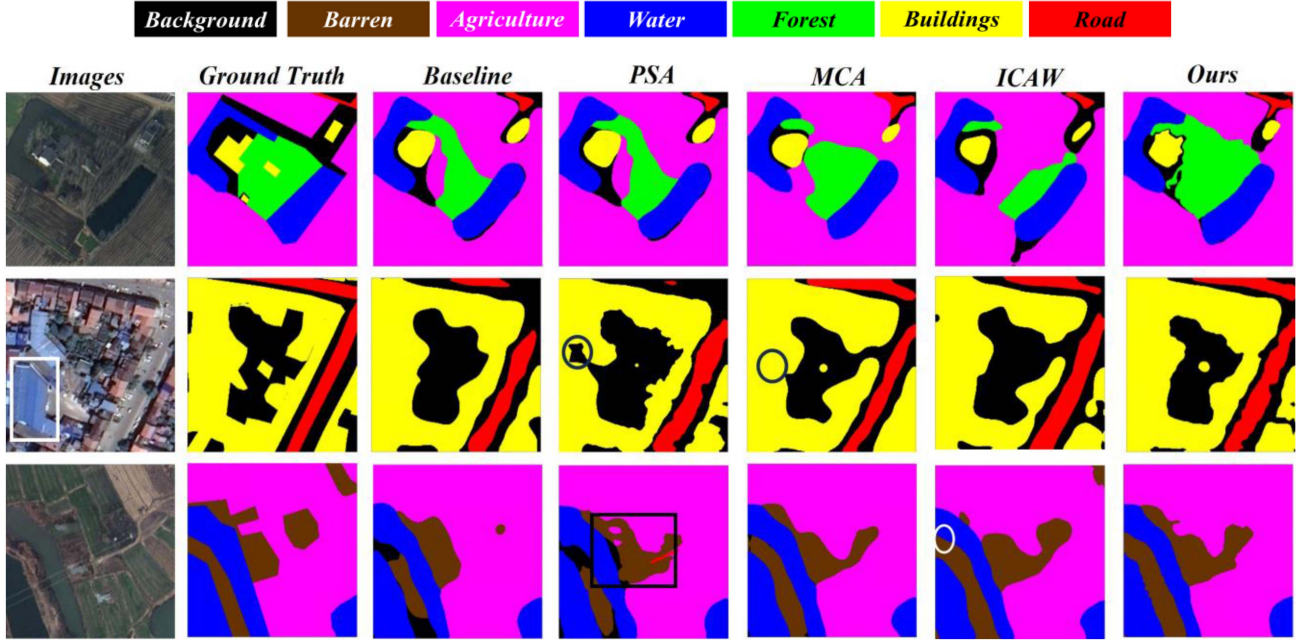 Background Barren Agriculture Water Forest Buildings Road
Images Ground Truth Baseline PSA MCA ICAW Ours